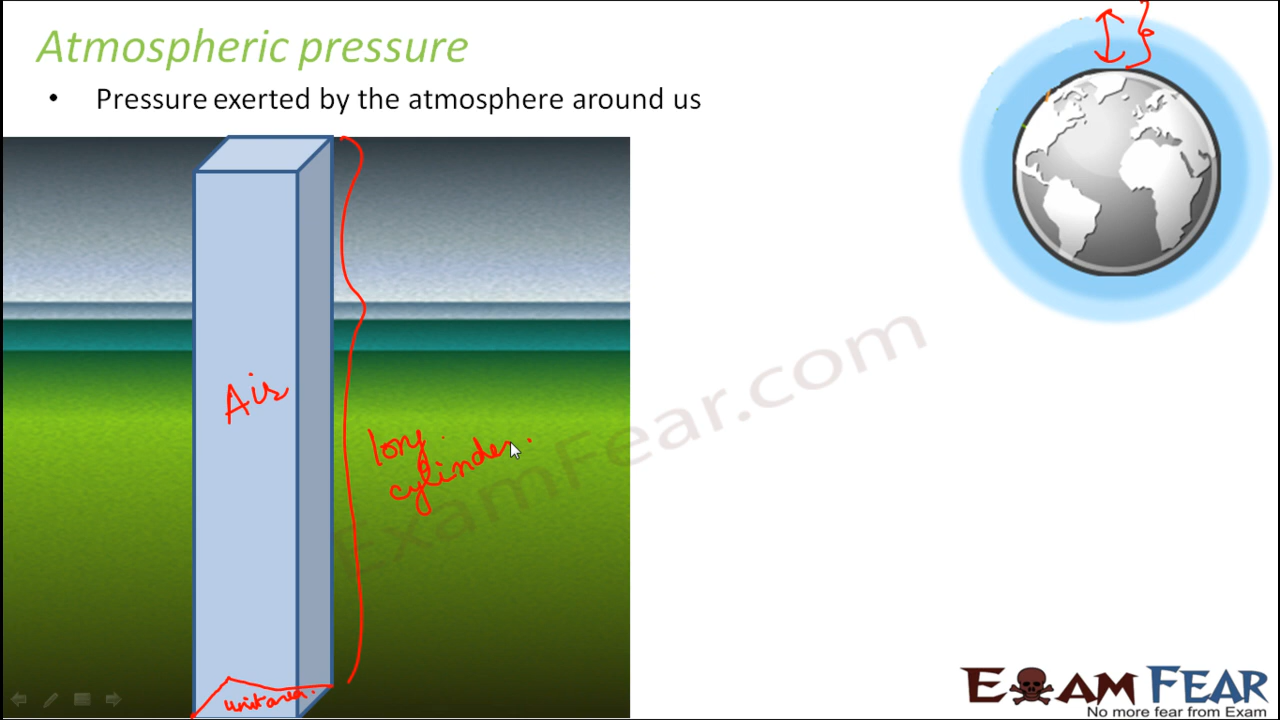 Atmospheric pressure
• Pressure exerted by the atmosphere around us
Air
long
cylinder.
unit area.
ExamFear.com
EXAM FEAR
No more fear from Exam